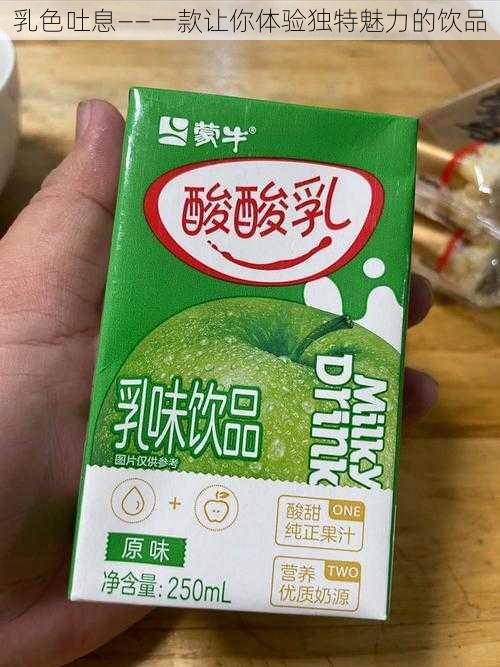 乳色吐息——一款让你体验独特魅力的饮品
蒙牛®
酸酸乳
Milky
Drink
乳味饮品
图片仅供参考
+
酸甜 ONE
纯正果汁
原味
营养 TWO
优质奶源
净含量: 250mL